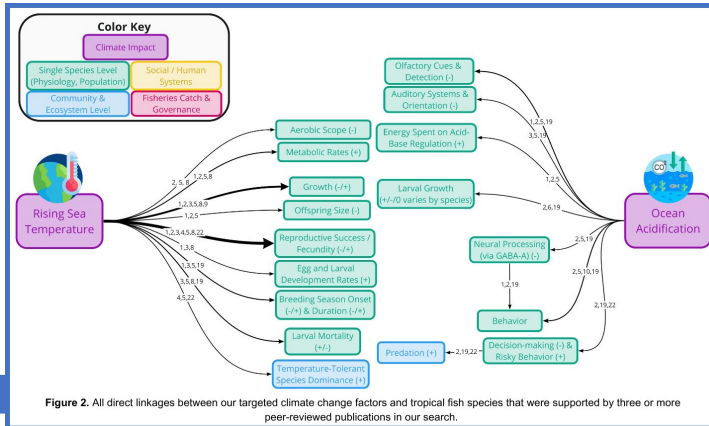 Color Key
Climate Impact
Single Species Level
(Physiology, Population)
Social / Human
Systems
Community &
Ecosystem Level
Fisheries Catch &
Governance
Rising Sea
Temperature
2, 5, 8
Aerobic Scope (-)
1,2,5,8
Metabolic Rates (+)
1,2,3,5,8,9
Growth (-/+)
1,2,5
Offspring Size (-)
1,2,3,4,5,8,22
Reproductive Success /
Fecundity (-/+)
1,3,8
Egg and Larval
Development Rates (+)
1,3,5,19
Breeding Season Onset
(-/+) & Duration (-/+)
3,5,8,19
Larval Mortality
(+/-)
4,5,22
Temperature-Tolerant
Species Dominance (+)
Olfactory Cues &
Detection (-)
1,2,5,19
Auditory Systems &
Orientation (-)
3,5,19
Energy Spent on Acid-
Base Regulation (+)
1,2,5
Larval Growth
(+/-/0 varies by species)
2,6,19
CO
Ocean
Acidification
Neural Processing
(via GABA-A) (-)
2,5,19
1,2,19
2,5,10,19
Behavior
2,19,22
Decision-making (-) &
Risky Behavior (+)
2,19,22
Predation (+)
Figure 2. All direct linkages between our targeted climate change factors and tropical fish species that were supported by three or more
peer-reviewed publications in our search.